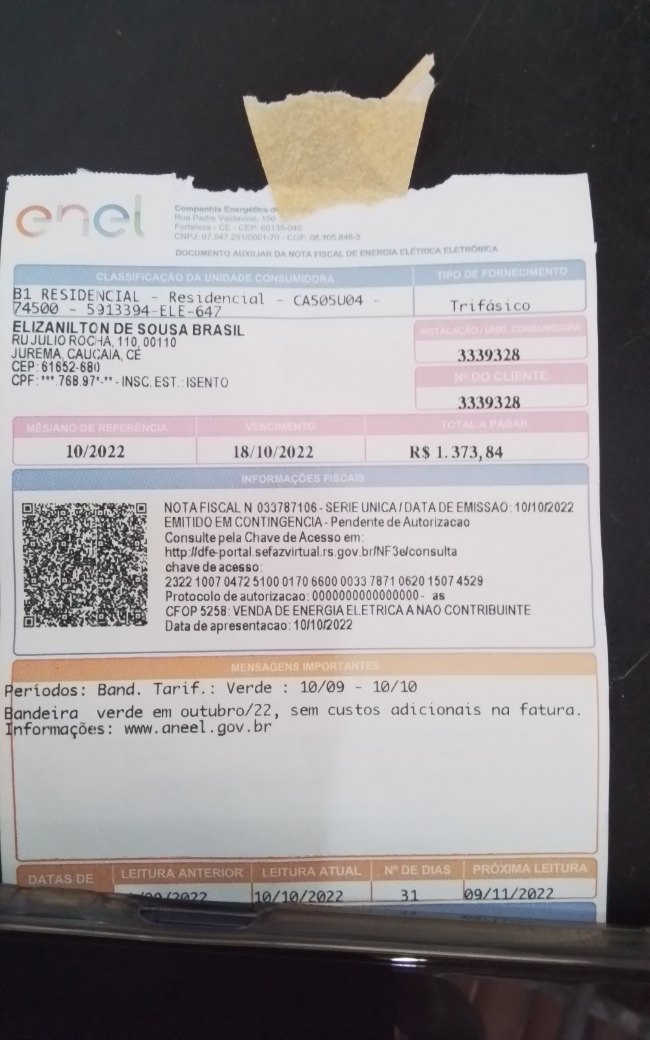 enel
Companhia Energética d
Rua Padre Valdevino, 150
Fortaleza - CE - CEP: 60135-040
CNPJ: 07.047.251/0001-70 - CGF: 06.105.848-3
DOCUMENTO AUXILIAR DA NOTA FISCAL DE ENERGIA ELÉTRICA ELETRÔNICA
CLASSIFICAÇÃO DA UNIDADE CONSUMIDORA
TIPO DE FORNECIMENTO
B1 RESIDENCIAL - Residencial - CA505U04 -
74500 - 5913394-ELE-647
Trifásico
ELIZANILTON DE SOUSA BRASIL
RU JULIO ROCHA, 110, 00110
JUREMA, CAUCAIA, CE
CEP: 61652-680
CPF: ***.768.97*-** - INSC. EST.: ISENTO
INSTALAÇÃO / UNID. CONSUMIDORA
3339328
Nº DO CLIENTE
3339328
MÊS/ANO DE REFERÊNCIA VENCIMENTO TOTAL A PAGAR
10/2022 18/10/2022 R$ 1.373,84
INFORMAÇÕES FISCAIS
NOTA FISCAL N 033787106 - SERIE UNICA / DATA DE EMISSAO: 10/10/2022
EMITIDO EM CONTINGENCIA - Pendente de Autorizacao
Consulte pela Chave de Acesso em:
http://dfe-portal.sefazvirtual.rs.gov.br/NF3e/consulta
chave de acesso:
2322 1007 0472 5100 0170 6600 0033 7871 0620 1507 4529
Protocolo de autorizacao: 0000000000000000 - as
CFOP 5258: VENDA DE ENERGIA ELETRICA A NAO CONTRIBUINTE
Data de apresentacao: 10/10/2022
MENSAGENS IMPORTANTES
Períodos: Band. Tarif.: Verde : 10/09 - 10/10
Bandeira verde em outubro/22, sem custos adicionais na fatura.
Informações: www.aneel.gov.br
DATAS DE LEITURA ANTERIOR LEITURA ATUAL Nº DE DIAS PRÓXIMA LEITURA
/2022 10/10/2022 31 09/11/2022